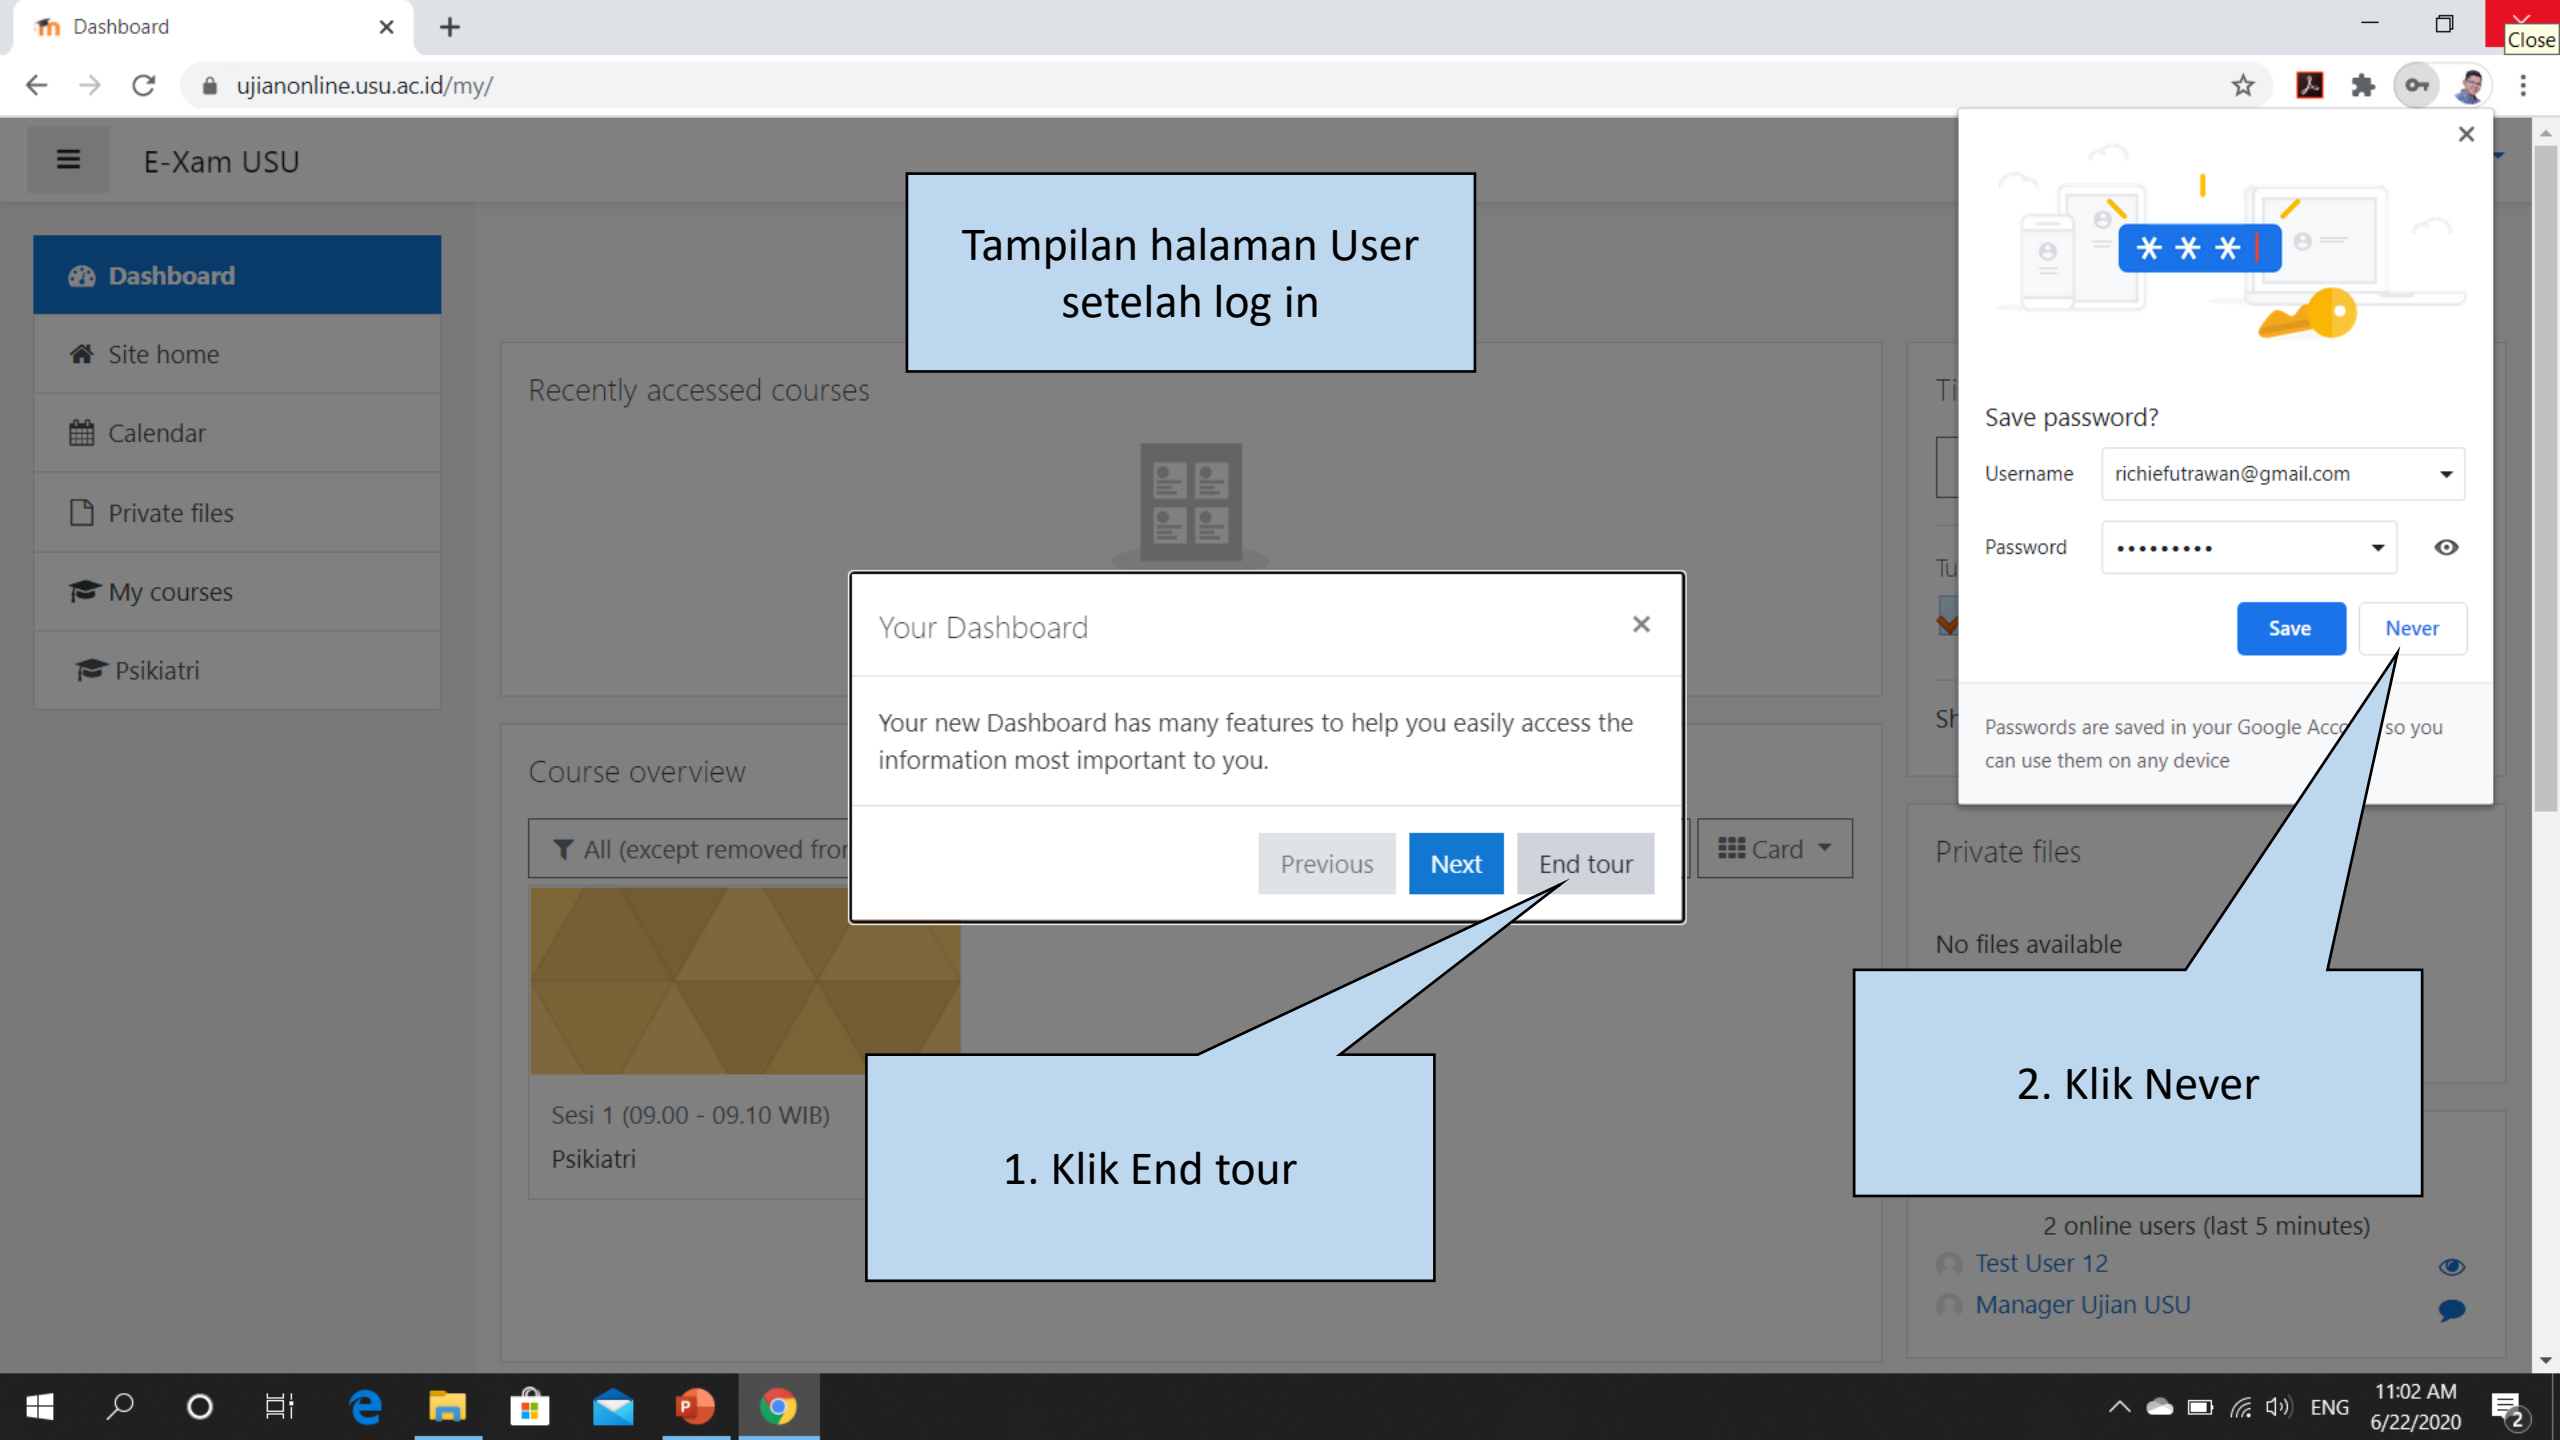 Dashboard
Close
ujianonline.usu.ac.id/my/
E-Xam USU
Tampilan halaman User
setelah log in
Dashboard
Site home
Calendar
Private files
My courses
Psikiatri
Recently accessed courses
Save password?
Username richiefutrawan@gmail.com
Password •••••••••
Save Never
Passwords are saved in your Google so you
can use them on any device
Your Dashboard
Your new Dashboard has many features to help you easily access the
information most important to you.
Previous Next End tour
Course overview
All (except removed
Card
Sesi 1 (09.00 - 09.10 WIB)
Psikiatri
Private files
No files available
1. Klik End tour
2. Klik Never
2 online users (last 5 minutes)
Test User 12
Manager Ujian USU
ENG
11:02 AM
6/22/2020
2